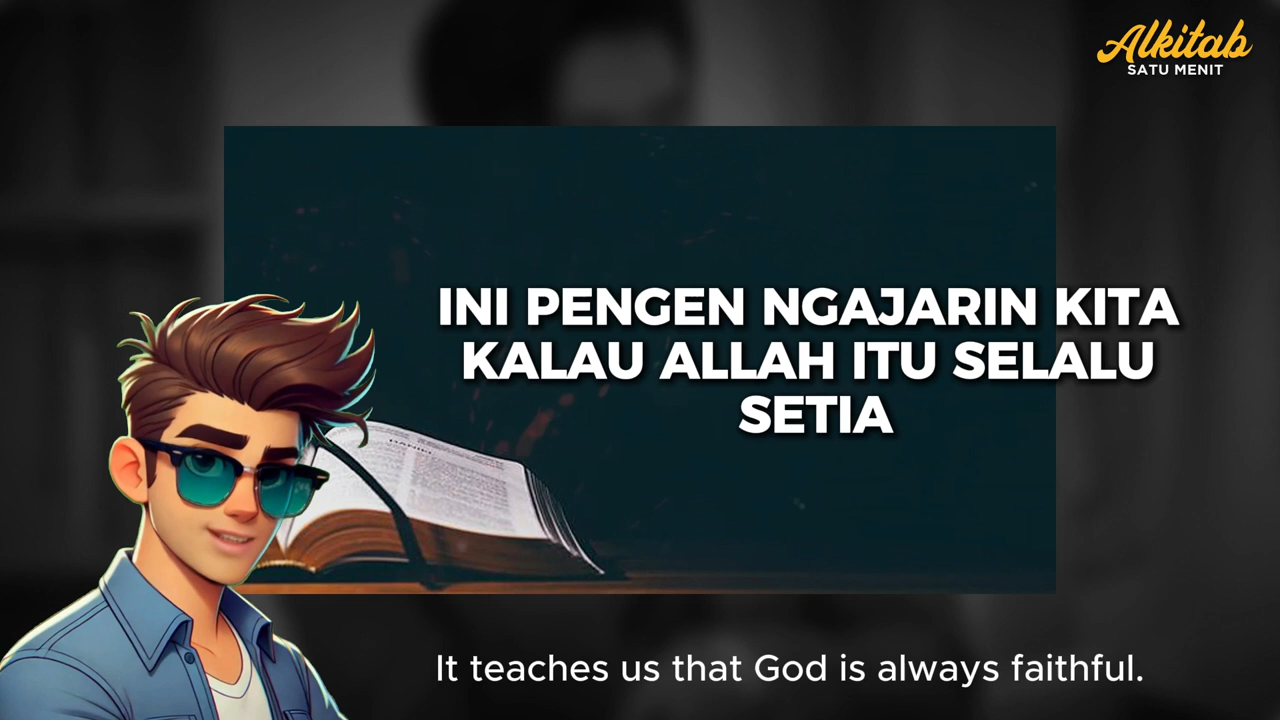 Alkitab
SATU MENIT
INI PENGEN NGAJARIN KITA
KALAU ALLAH ITU SELALU
SETIA
DANIEL
It teaches us that God is always faithful.